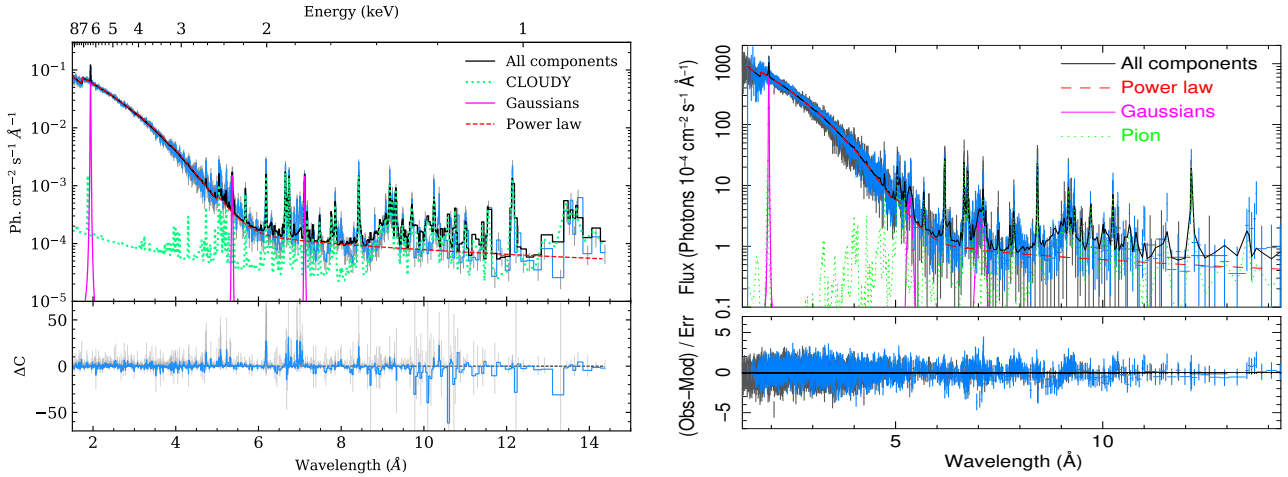 Energy (keV)
87 6 5 4 3 2 1
All components
CLOUDY
Gaussians
Power law
10⁻¹
10⁻²
10⁻³
10⁻⁴
10⁻⁵
Ph. cm⁻² s⁻¹ Å⁻¹
50
0
−50
ΔC
2 4 6 8 10 12 14
Wavelength (Å)
All components
Power law
Gaussians
Pion
1000
100
10
1
0.1
Flux (Photons 10⁻⁴ cm⁻² s⁻¹ Å⁻¹)
0
−5
(Obs−Mod) / Err
5 10
Wavelength (Å)